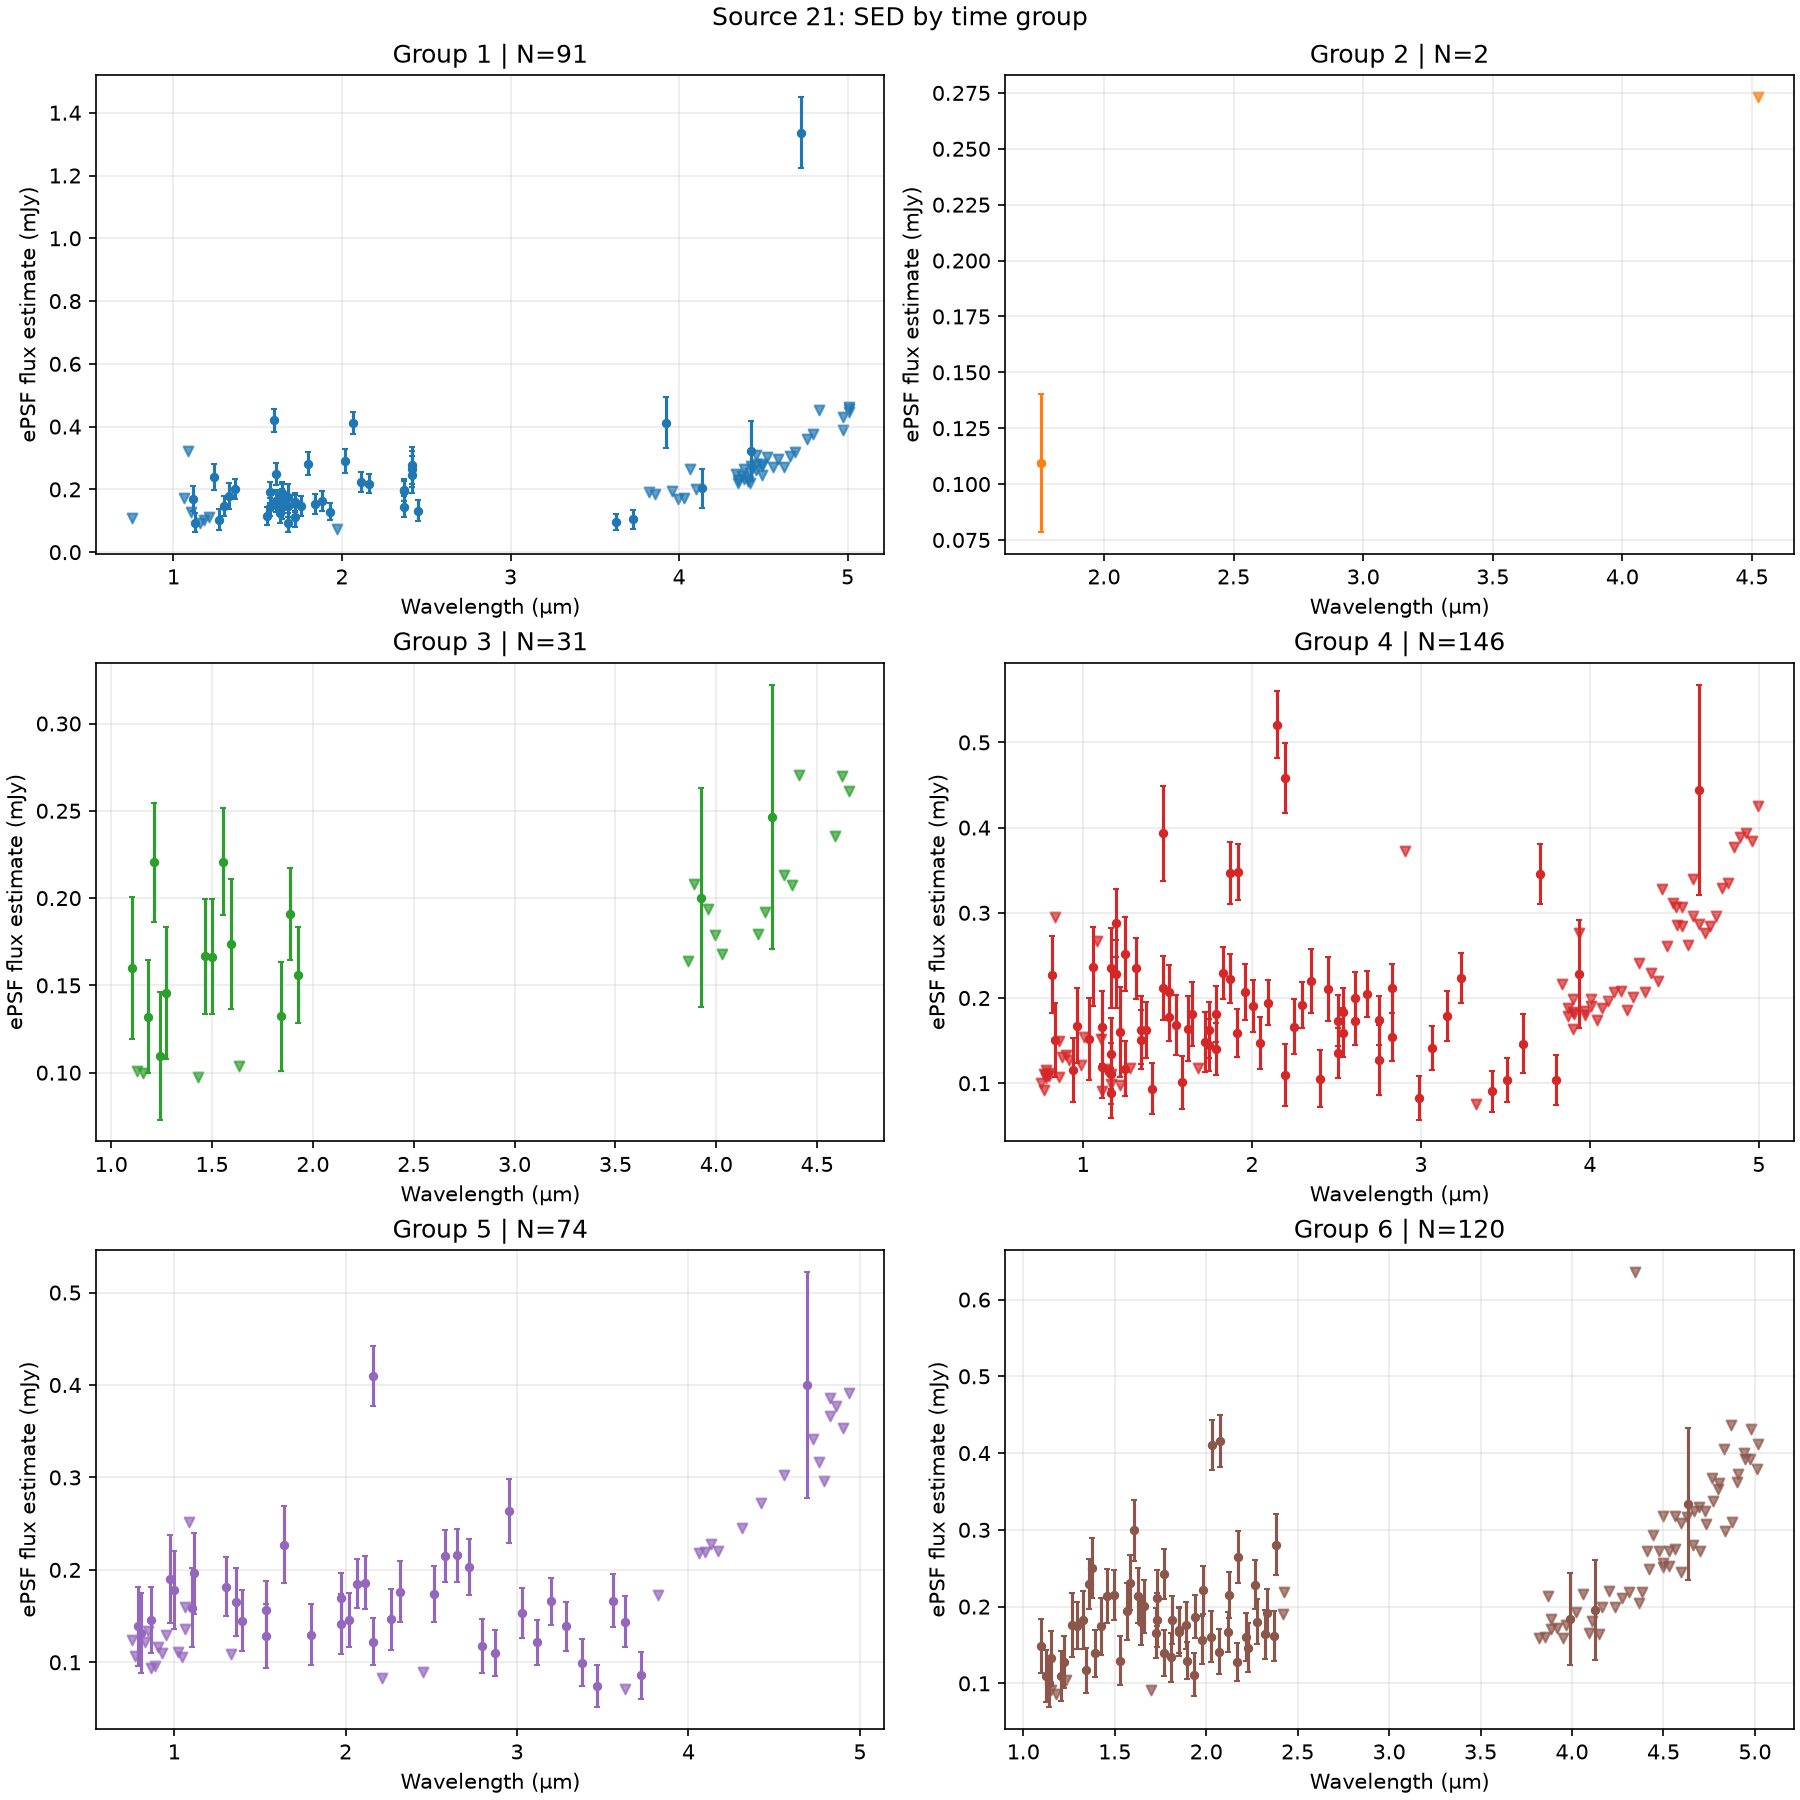 Source 21: SED by time group
Group 1 | N=91
ePSF flux estimate (mJy)
1.4
1.2
1.0
0.8
0.6
0.4
0.2
0.0
1 2 3 4 5
Wavelength (μm)
Group 2 | N=2
ePSF flux estimate (mJy)
0.275
0.250
0.225
0.200
0.175
0.150
0.125
0.100
0.075
2.0 2.5 3.0 3.5 4.0 4.5
Wavelength (μm)
Group 3 | N=31
ePSF flux estimate (mJy)
0.30
0.25
0.20
0.15
0.10
1.0 1.5 2.0 2.5 3.0 3.5 4.0 4.5
Wavelength (μm)
Group 4 | N=146
ePSF flux estimate (mJy)
0.5
0.4
0.3
0.2
0.1
1 2 3 4 5
Wavelength (μm)
Group 5 | N=74
ePSF flux estimate (mJy)
0.5
0.4
0.3
0.2
0.1
1 2 3 4 5
Wavelength (μm)
Group 6 | N=120
ePSF flux estimate (mJy)
0.6
0.5
0.4
0.3
0.2
0.1
1.0 1.5 2.0 2.5 3.0 3.5 4.0 4.5 5.0
Wavelength (μm)